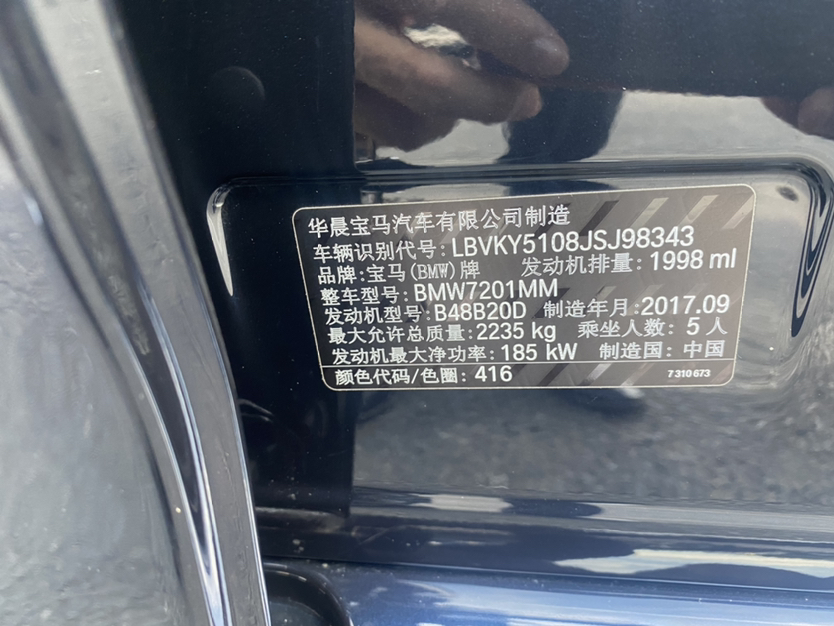 华晨宝马汽车有限公司制造
车辆识别代号: LBVKY5108JSJ98343
品牌: 宝马(BMW)牌 发动机排量: 1998 ml
整车型号: BMW7201MM
发动机型号: B48B20D 制造年月: 2017.09
最大允许总质量: 2235 kg 乘坐人数: 5 人
发动机最大净功率: 185 kW 制造国: 中国
颜色代码/色圈: 416 7 310 673